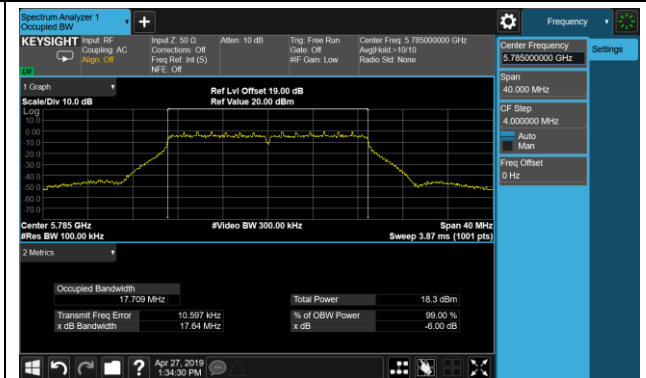 Spectrum Analyzer 1
Occupied BW
Frequency
KEYSIGHT
Input: RF
Coupling: AC
Align: Off
Input Z: 50 Ω
Corrections: Off
Freq Ref: Int (S)
NFE: Off
Atten: 10 dB
Trig: Free Run
Gate: Off
#IF Gain: Low
Center Freq: 5.785000000 GHz
Avg|Hold:>10/10
Radio Std: None
Center Frequency
5.785000000 GHz
Settings
Span
40.000 MHz
CF Step
4.000000 MHz
Auto
Man
Freq Offset
0 Hz
1 Graph
Scale/Div 10.0 dB
Ref Lvl Offset 19.00 dB
Ref Value 20.00 dBm
Log
10.0
0.00
-10.0
-20.0
-30.0
-40.0
-50.0
-60.0
-70.0
Center 5.785 GHz
#Video BW 300.00 kHz
Span 40 MHz
#Res BW 100.00 kHz
Sweep 3.87 ms (1001 pts)
2 Metrics
Occupied Bandwidth
17.709 MHz
Total Power 18.3 dBm
Transmit Freq Error 10.597 kHz
% of OBW Power 99.00 %
x dB Bandwidth 17.64 MHz
x dB -6.00 dB
?
Apr 27, 2019
1:34:30 PM